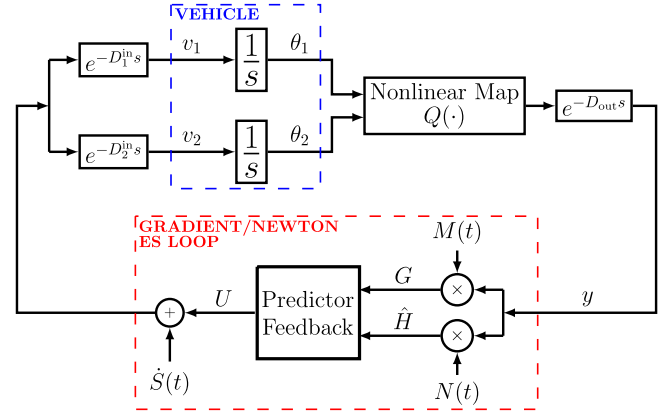 VEHICLE
e^{-D_1^{in}s}
v_1
1/s
θ_1
Nonlinear Map
Q(·)
e^{-D_{out}s}
e^{-D_2^{in}s}
v_2
1/s
θ_2
GRADIENT/NEWTON
ES LOOP
M(t)
G
×
y
Predictor
Feedback
U
+
Ĥ
×
Ṡ(t)
N(t)